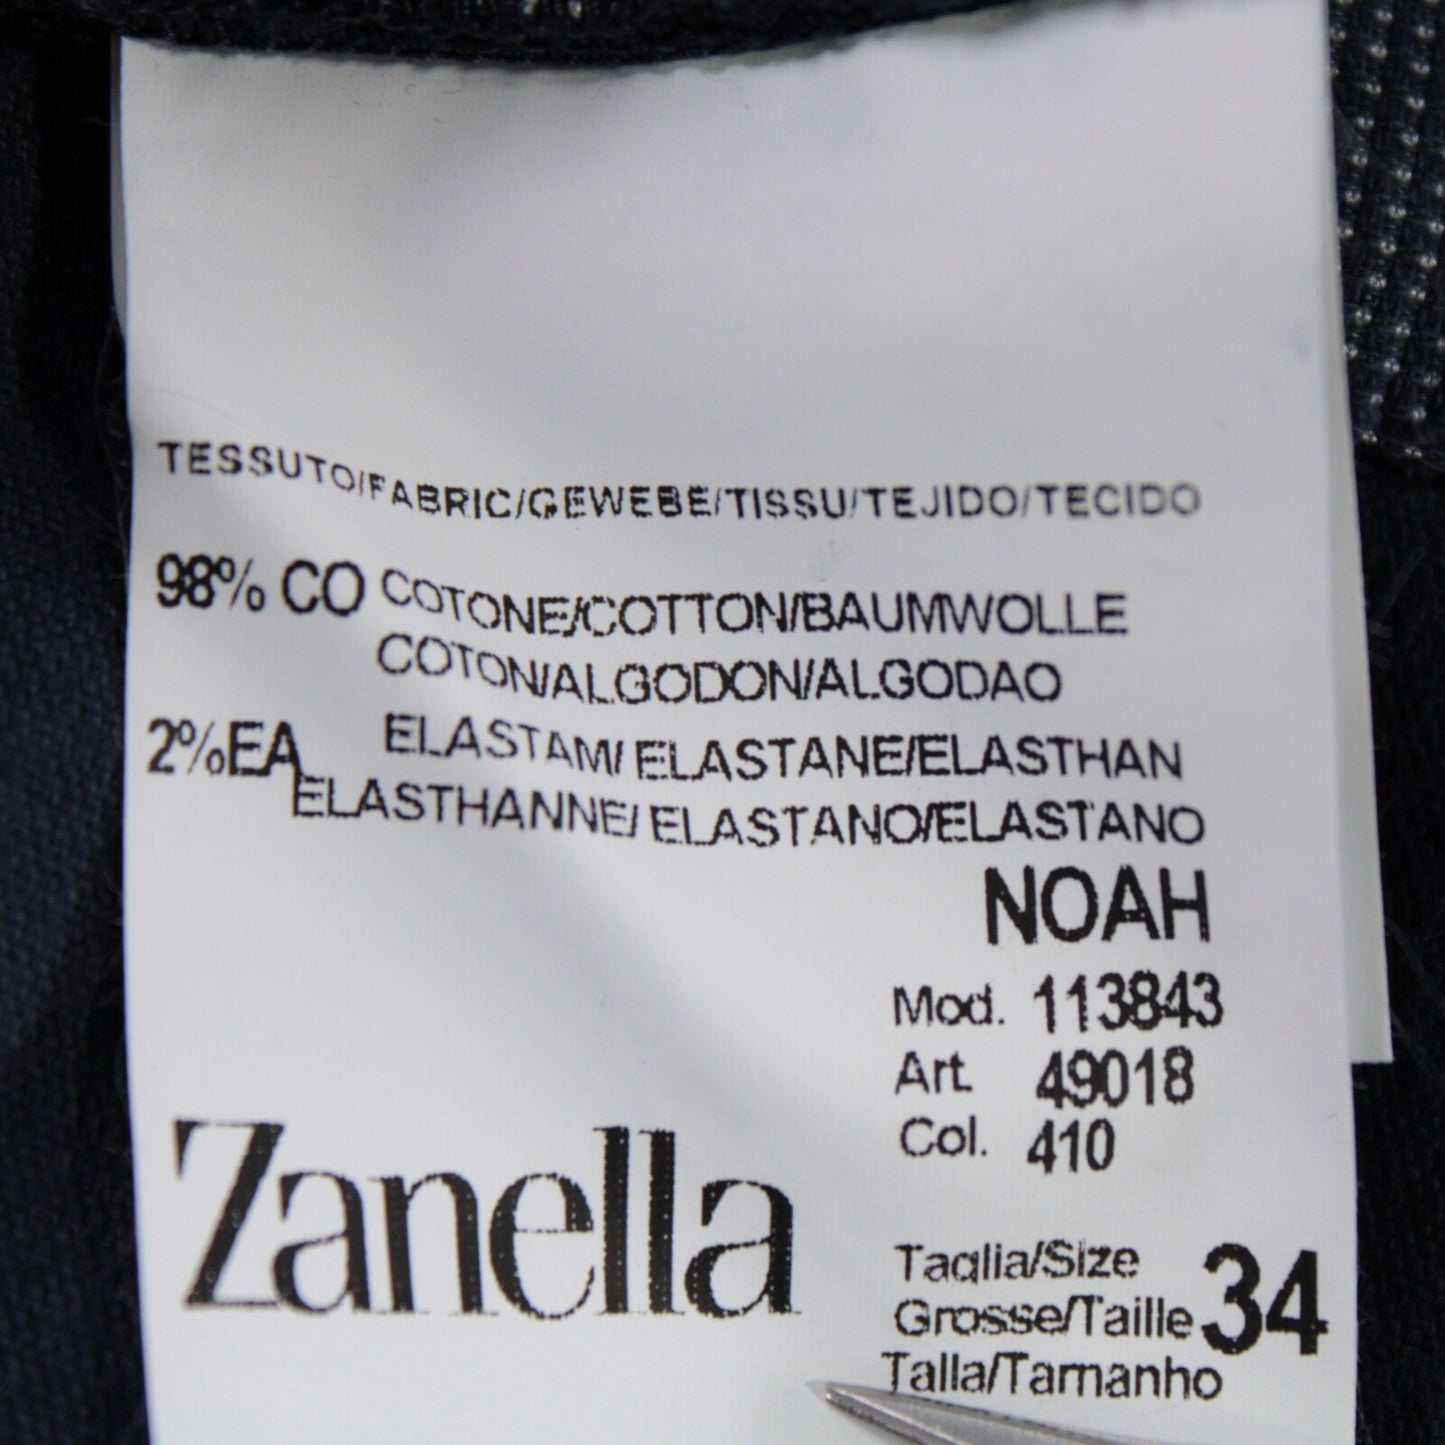 TESSUTO/FABRIC/GEWEBE/TISSU/TEJIDO/TECIDO
98% CO COTONE/COTTON/BAUMWOLLE
COTON/ALGODON/ALGODAO
2%EA ELASTAM/ ELASTANE/ELASTHAN
ELASTHANNE/ ELASTANO/ELASTANO
NOAH
Mod. 113843
Art. 49018
Col. 410
Zanella
Taglia/Size
Grosse/Taille 34
Talla/Tamanho